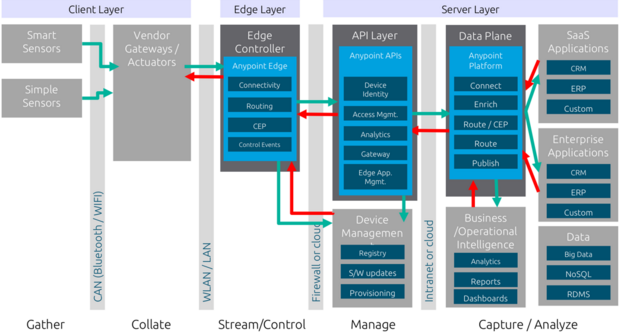 Client Layer
Edge Layer
Server Layer
Smart
Sensors
Simple
Sensors
CAN (Bluetooth / WIFI)
Vendor
Gateways /
Actuators
WLAN / LAN
Edge
Controller
Anypoint Edge
Connectivity
Routing
CEP
Control Events
Firewall or cloud
API Layer
Anypoint APIs
Device
Identity
Access Mgmt.
Analytics
Gateway
Edge App.
Mgmt.
Device
Managemen
t
Registry
S/W updates
Provisioning
Intranet or cloud
Data Plane
Anypoint
Platform
Connect
Enrich
Route / CEP
Route
Publish
Business
/Operational
Intelligence
Analytics
Reports
Dashboards
SaaS
Applications
CRM
ERP
Custom
Enterprise
Applications
CRM
ERP
Custom
Data
Big Data
NoSQL
RDMS
Gather
Collate
Stream/Control
Manage
Capture / Analyze